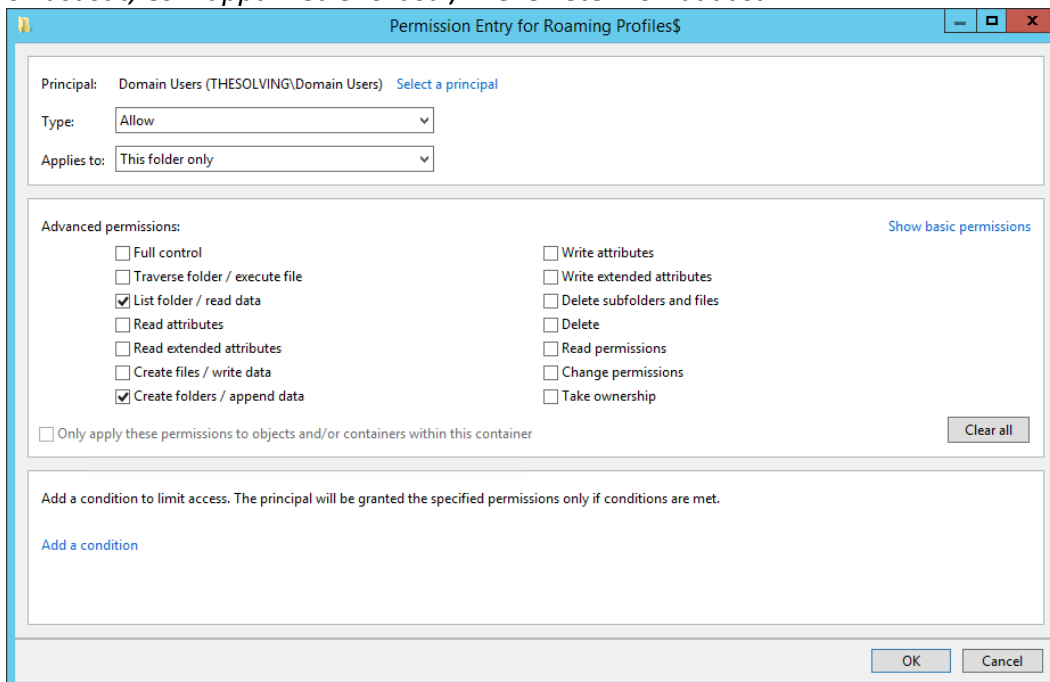 Permission Entry for Roaming Profiles$
Principal: Domain Users (THESOLVING\Domain Users) Select a principal
Type: Allow
Applies to: This folder only
Advanced permissions: Show basic permissions
Full control Write attributes
Traverse folder / execute file Write extended attributes
List folder / read data Delete subfolders and files
Read attributes Delete
Read extended attributes Read permissions
Create files / write data Change permissions
Create folders / append data Take ownership
Only apply these permissions to objects and/or containers within this container Clear all
Add a condition to limit access. The principal will be granted the specified permissions only if conditions are met.
Add a condition
OK Cancel